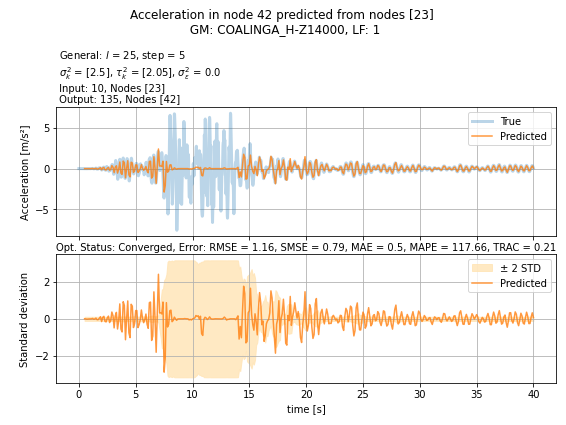 Acceleration in node 42 predicted from nodes [23]
GM: COALINGA_H-Z14000, LF: 1
General: l = 25, step = 5
σ²ₖ = [2.5], τ²ₖ = [2.05], σ²ε = 0.0
Input: 10, Nodes [23]
Output: 135, Nodes [42]
Acceleration [m/s²]
5
0
−5
True
Predicted
Opt. Status: Converged, Error: RMSE = 1.16, SMSE = 0.79, MAE = 0.5, MAPE = 117.66, TRAC = 0.21
Standard deviation
2
0
−2
± 2 STD
Predicted
0 5 10 15 20 25 30 35 40
time [s]